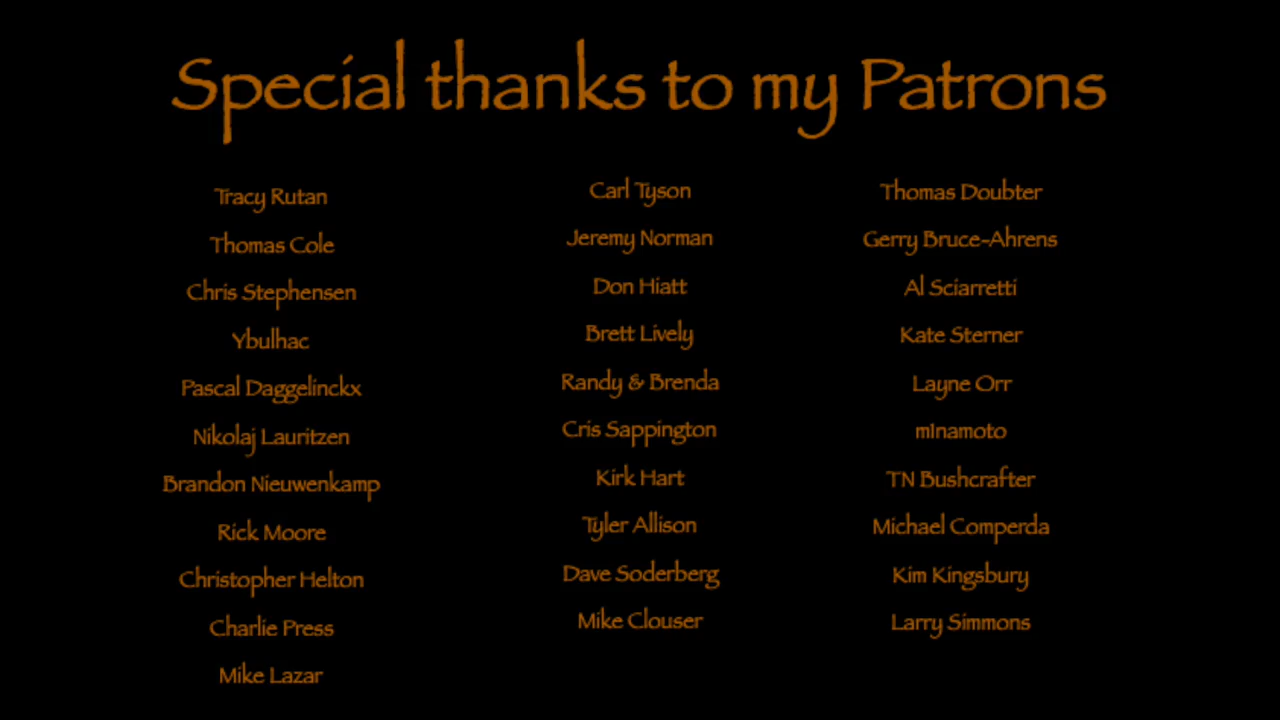 Special thanks to my Patrons
Tracy Rutan
Thomas Cole
Chris Stephensen
Ybulhac
Pascal Daggelinckx
Nikolaj Lauritzen
Brandon Nieuwenkamp
Rick Moore
Christopher Helton
Charlie Press
Mike Lazar
Carl Tyson
Jeremy Norman
Don Hiatt
Brett Lively
Randy & Brenda
Cris Sappington
Kirk Hart
Tyler Allison
Dave Soderberg
Mike Clouser
Thomas Doubter
Gerry Bruce-Ahrens
Al Sciarretti
Kate Sterner
Layne Orr
mInamoto
TN Bushcrafter
Michael Comperda
Kim Kingsbury
Larry Simmons